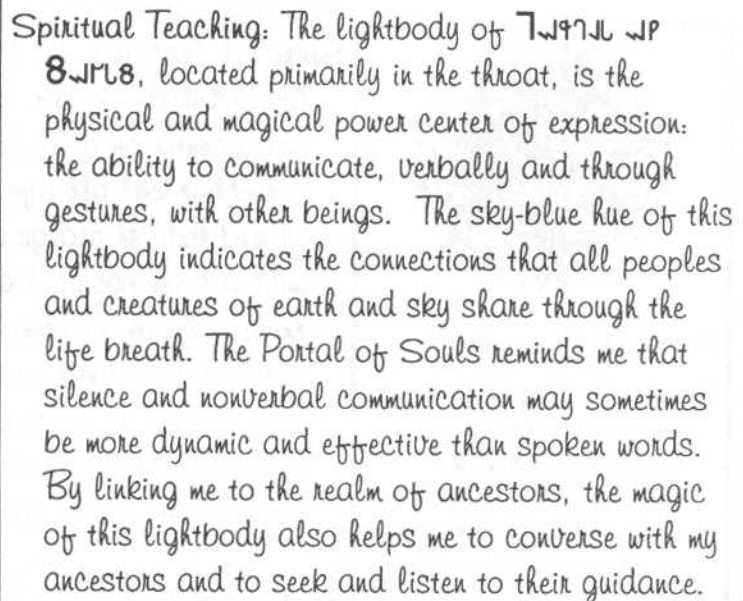 Spiritual Teaching: The lightbody of
located primarily in the throat, is the
physical and magical power center of expression:
the ability to communicate, verbally and through
gestures, with other beings. The sky-blue hue of this
lightbody indicates the connections that all peoples
and creatures of earth and sky share through the
life breath. The Portal of Souls reminds me that
silence and nonverbal communication may sometimes
be more dynamic and effective than spoken words.
By linking me to the realm of ancestors, the magic
of this lightbody also helps me to converse with my
ancestors and to seek and listen to their guidance.